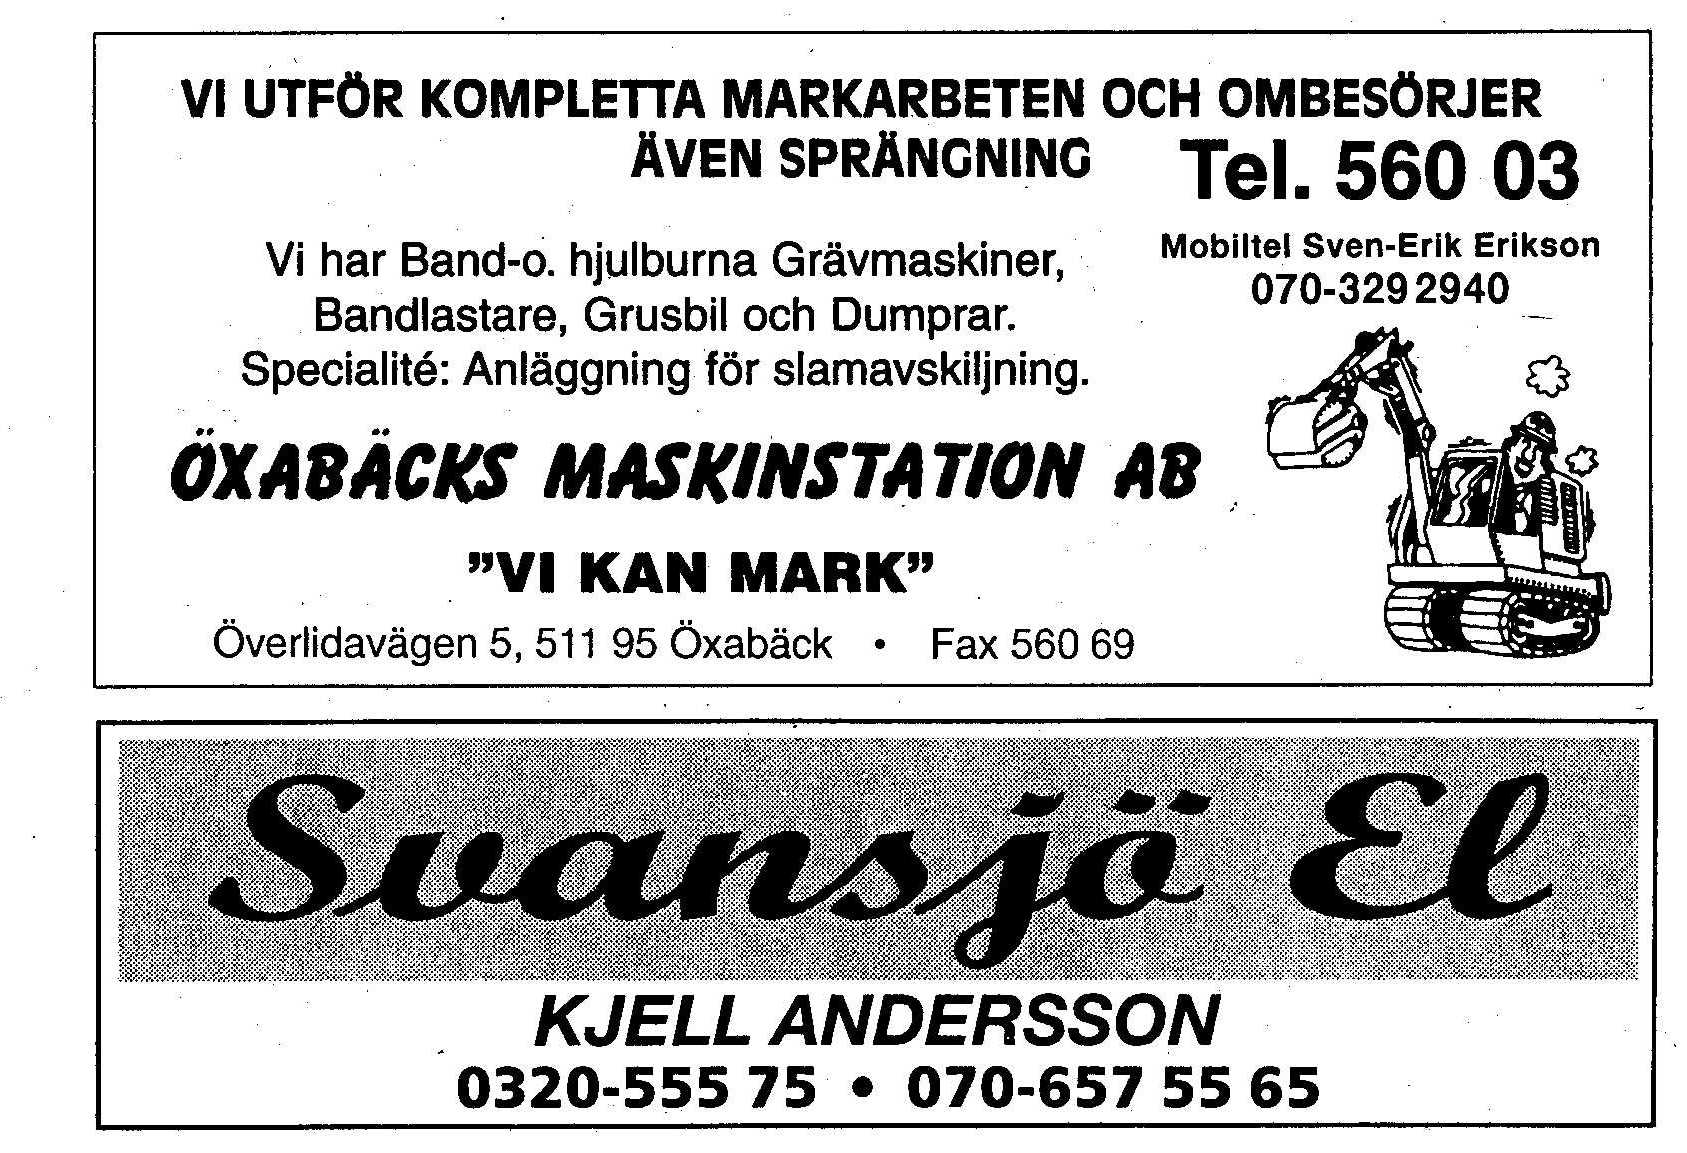 VI UTFÖR KOMPLETTA MARKARBETEN OCH OMBESÖRJER
ÄVEN SPRÄNGNING
Tel. 560 03
Mobiltel Sven-Erik Erikson
070-329 2940
Vi har Band-o. hjulburna Grävmaskiner,
Bandlastare, Grusbil och Dumprar.
Specialité: Anläggning för slamavskiljning.
ÖXABÄCKS MASKINSTATION AB
"VI KAN MARK"
Överlidavägen 5, 511 95 Öxabäck • Fax 560 69
Svansjö El
KJELL ANDERSSON
0320-555 75 • 070-657 55 65